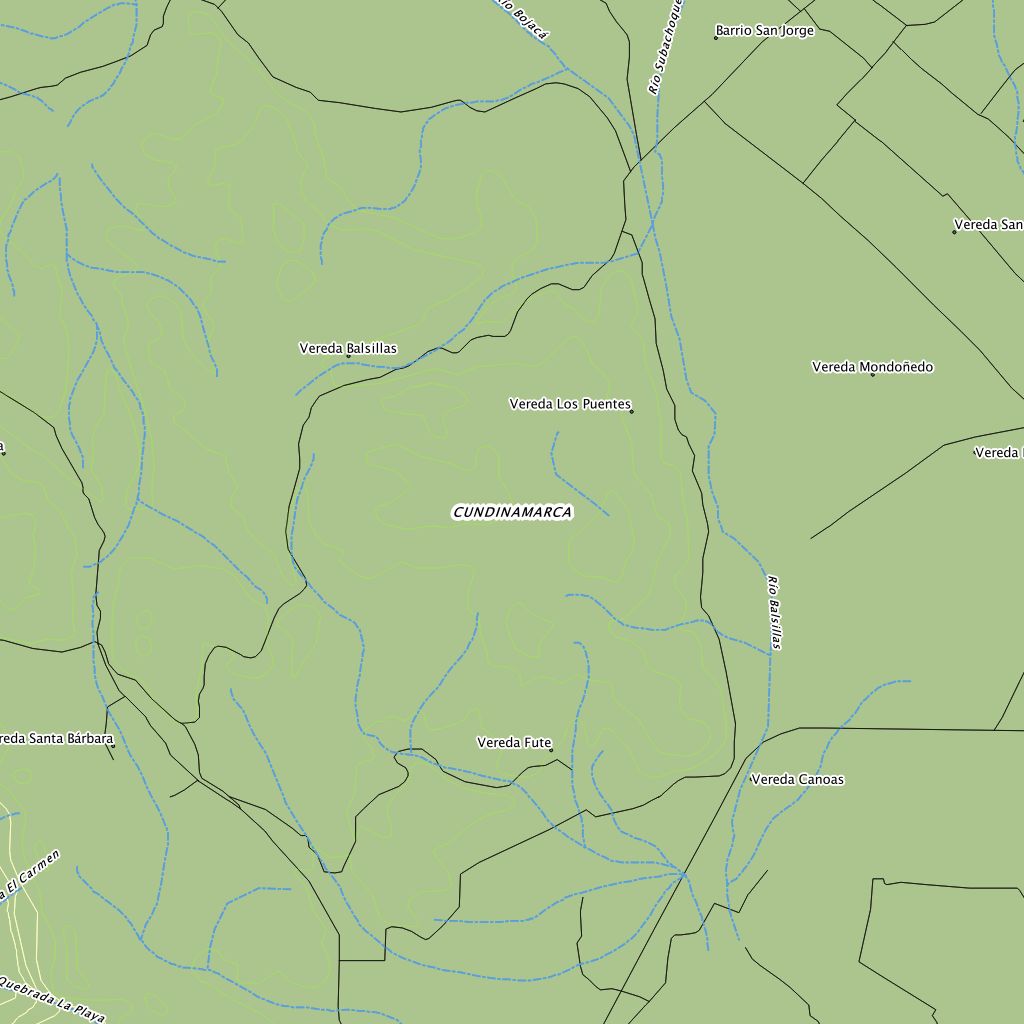 Río Bojacá
Río Subachoque
Barrio San Jorge
Vereda San
Vereda Balsillas
Vereda Mondoñedo
Vereda Los Puentes
a
Vereda
CUNDINAMARCA
Río Balsillas
reda Santa Bárbara
Vereda Fute
Vereda Canoas
a El Carmen
Quebrada La Playa